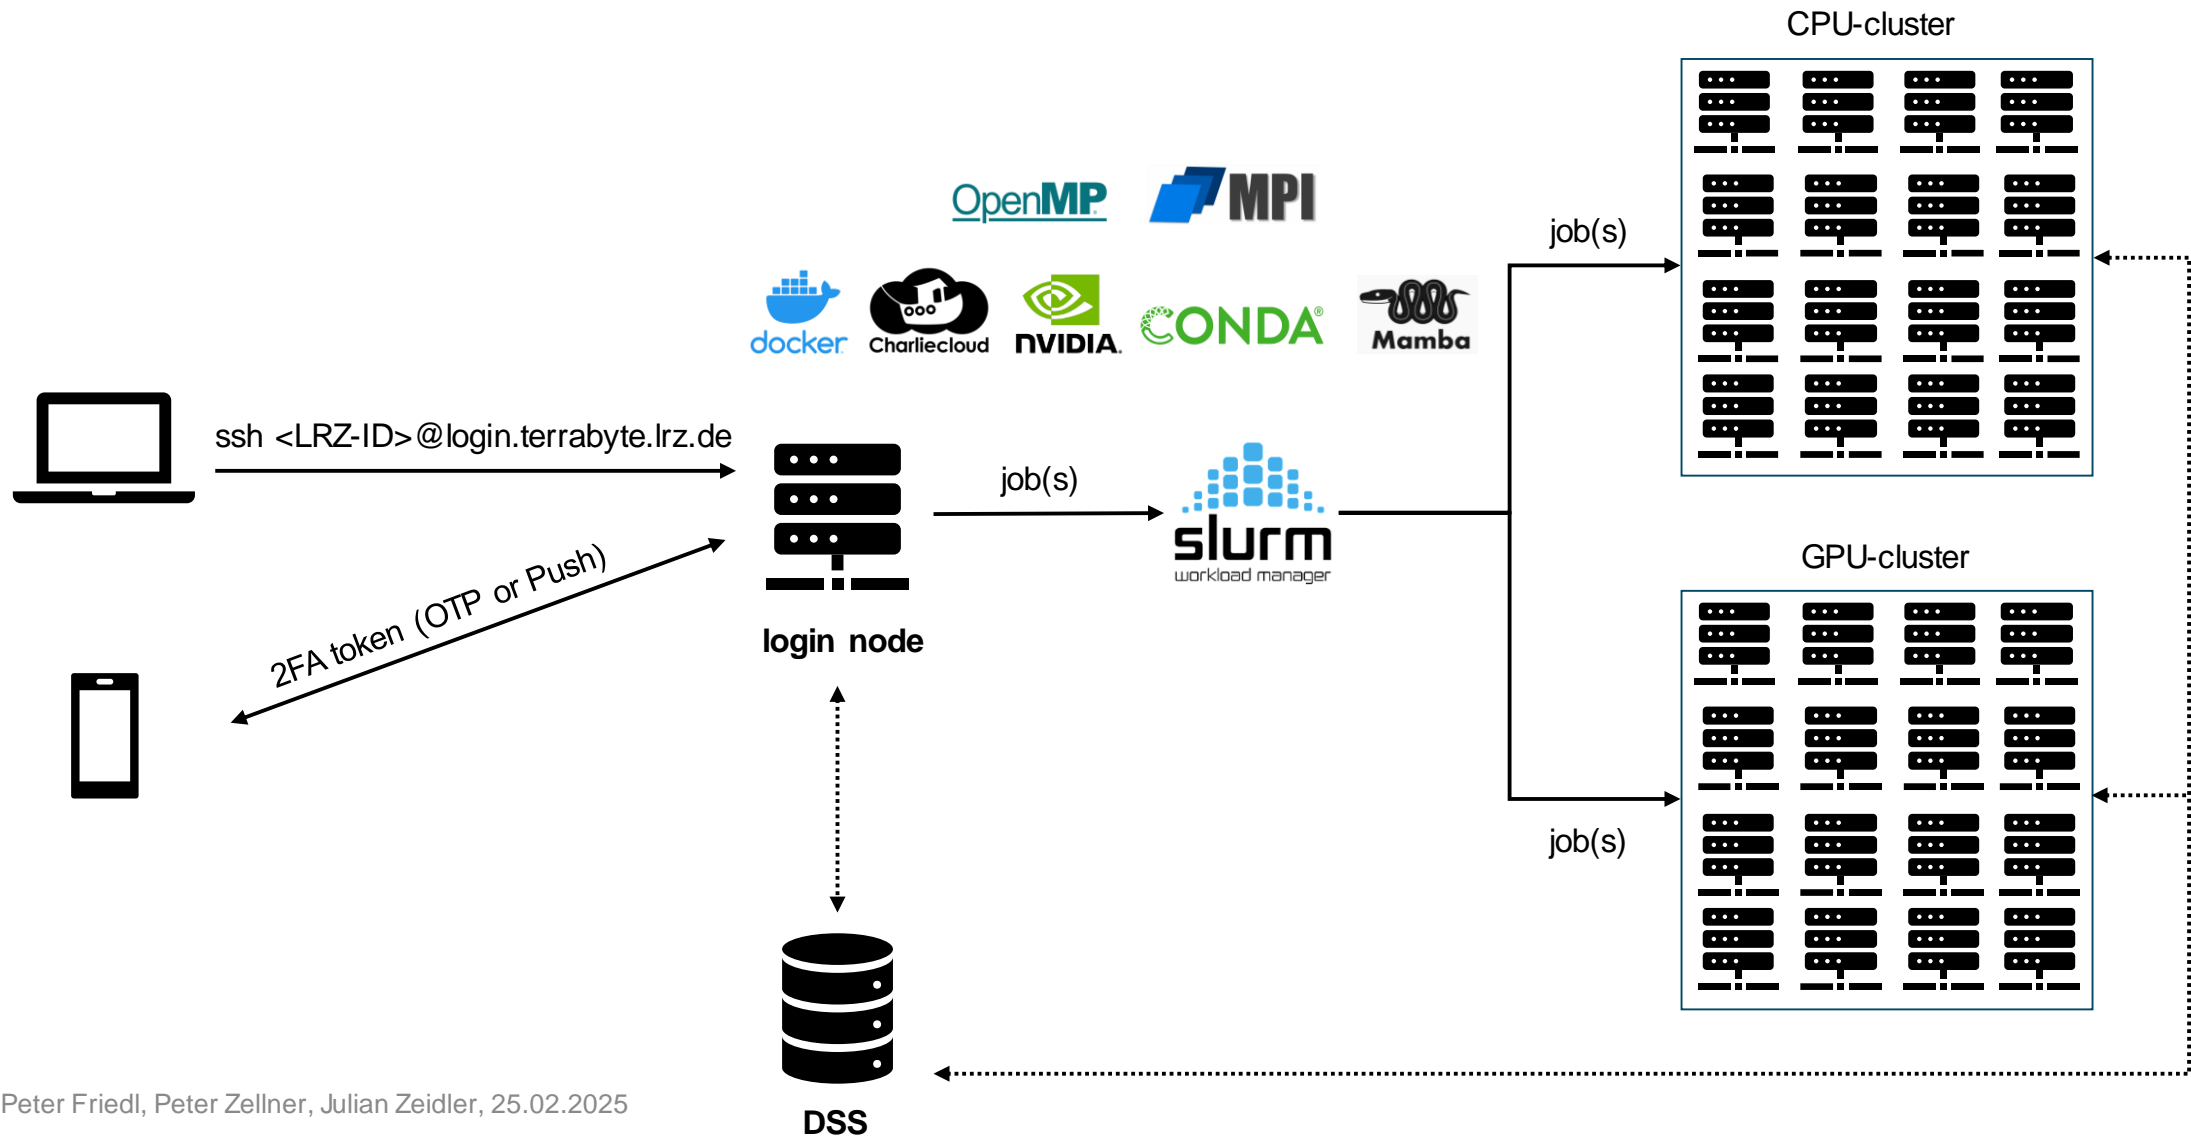 CPU-cluster
OpenMP
MPI
job(s)
docker
Charliecloud
NVIDIA.
CONDA®
Mamba
ssh <LRZ-ID>@login.terrabyte.lrz.de
job(s)
slurm
workload manager
2FA token (OTP or Push)
login node
GPU-cluster
job(s)
DSS
Peter Friedl, Peter Zellner, Julian Zeidler, 25.02.2025